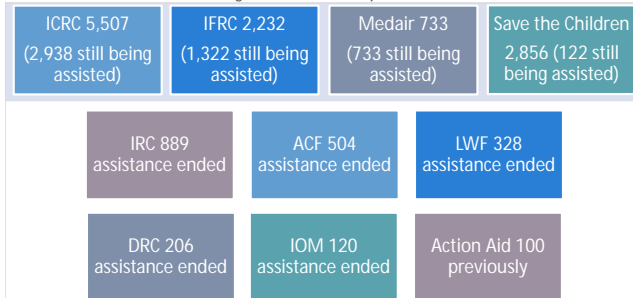 ICRC 5,507
(2,938 still being
assisted)
IFRC 2,232
(1,322 still being
assisted)
Medair 733
(733 still being
assisted)
Save the Children
2,856 (122 still
being assisted)
IRC 889
assistance ended
ACF 504
assistance ended
LWF 328
assistance ended
DRC 206
assistance ended
IOM 120
assistance ended
Action Aid 100
previously